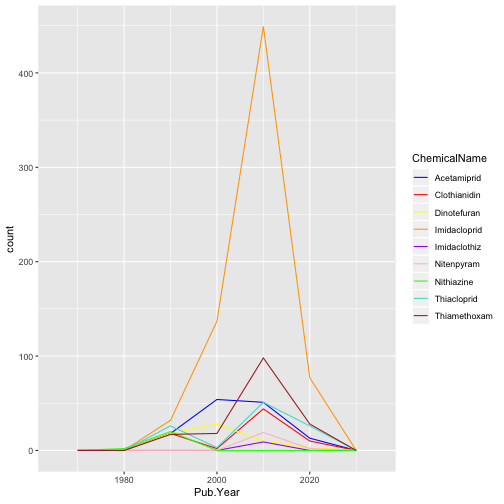 400
300
200
100
0
count
1980
2000
2020
Pub.Year
ChemicalName
Acetamiprid
Clothianidin
Dinotefuran
Imidacloprid
Imidaclothiz
Nitenpyram
Nithiazine
Thiacloprid
Thiamethoxam